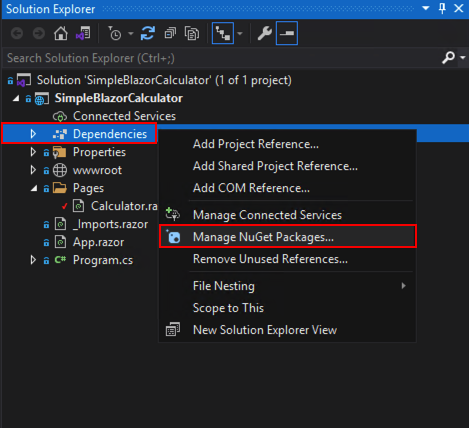 Solution Explorer
Search Solution Explorer (Ctrl+;)
Solution 'SimpleBlazorCalculator' (1 of 1 project)
SimpleBlazorCalculator
Connected Services
Dependencies
Properties
wwwroot
Pages
Calculator.ra
_Imports.razor
App.razor
C# Program.cs
Add Project Reference...
Add Shared Project Reference...
Add COM Reference...
Manage Connected Services
Manage NuGet Packages...
Remove Unused References...
File Nesting
Scope to This
New Solution Explorer View